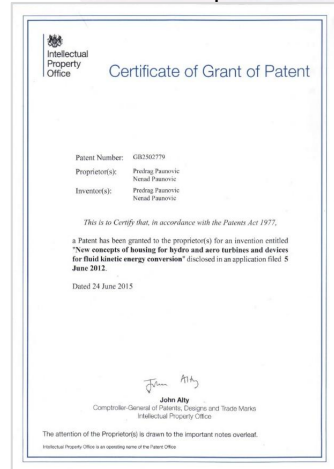 Intellectual
Property
Office
Certificate of Grant of Patent
Patent Number: GB2502779
Proprietor(s): Predrag Paunovic
Nenad Paunovic
Inventor(s): Predrag Paunovic
Nenad Paunovic
This is to Certify that, in accordance with the Patents Act 1977,
a Patent has been granted to the proprietor(s) for an invention entitled
"New concepts of housing for hydro and aero turbines and devices
for fluid kinetic energy conversion" disclosed in an application filed 5
June 2012.
Dated 24 June 2015
John Alty
John Alty
Comptroller-General of Patents, Designs and Trade Marks
Intellectual Property Office
The attention of the Proprietor(s) is drawn to the important notes overleaf.
Intellectual Property Office is an operating name of the Patent Office